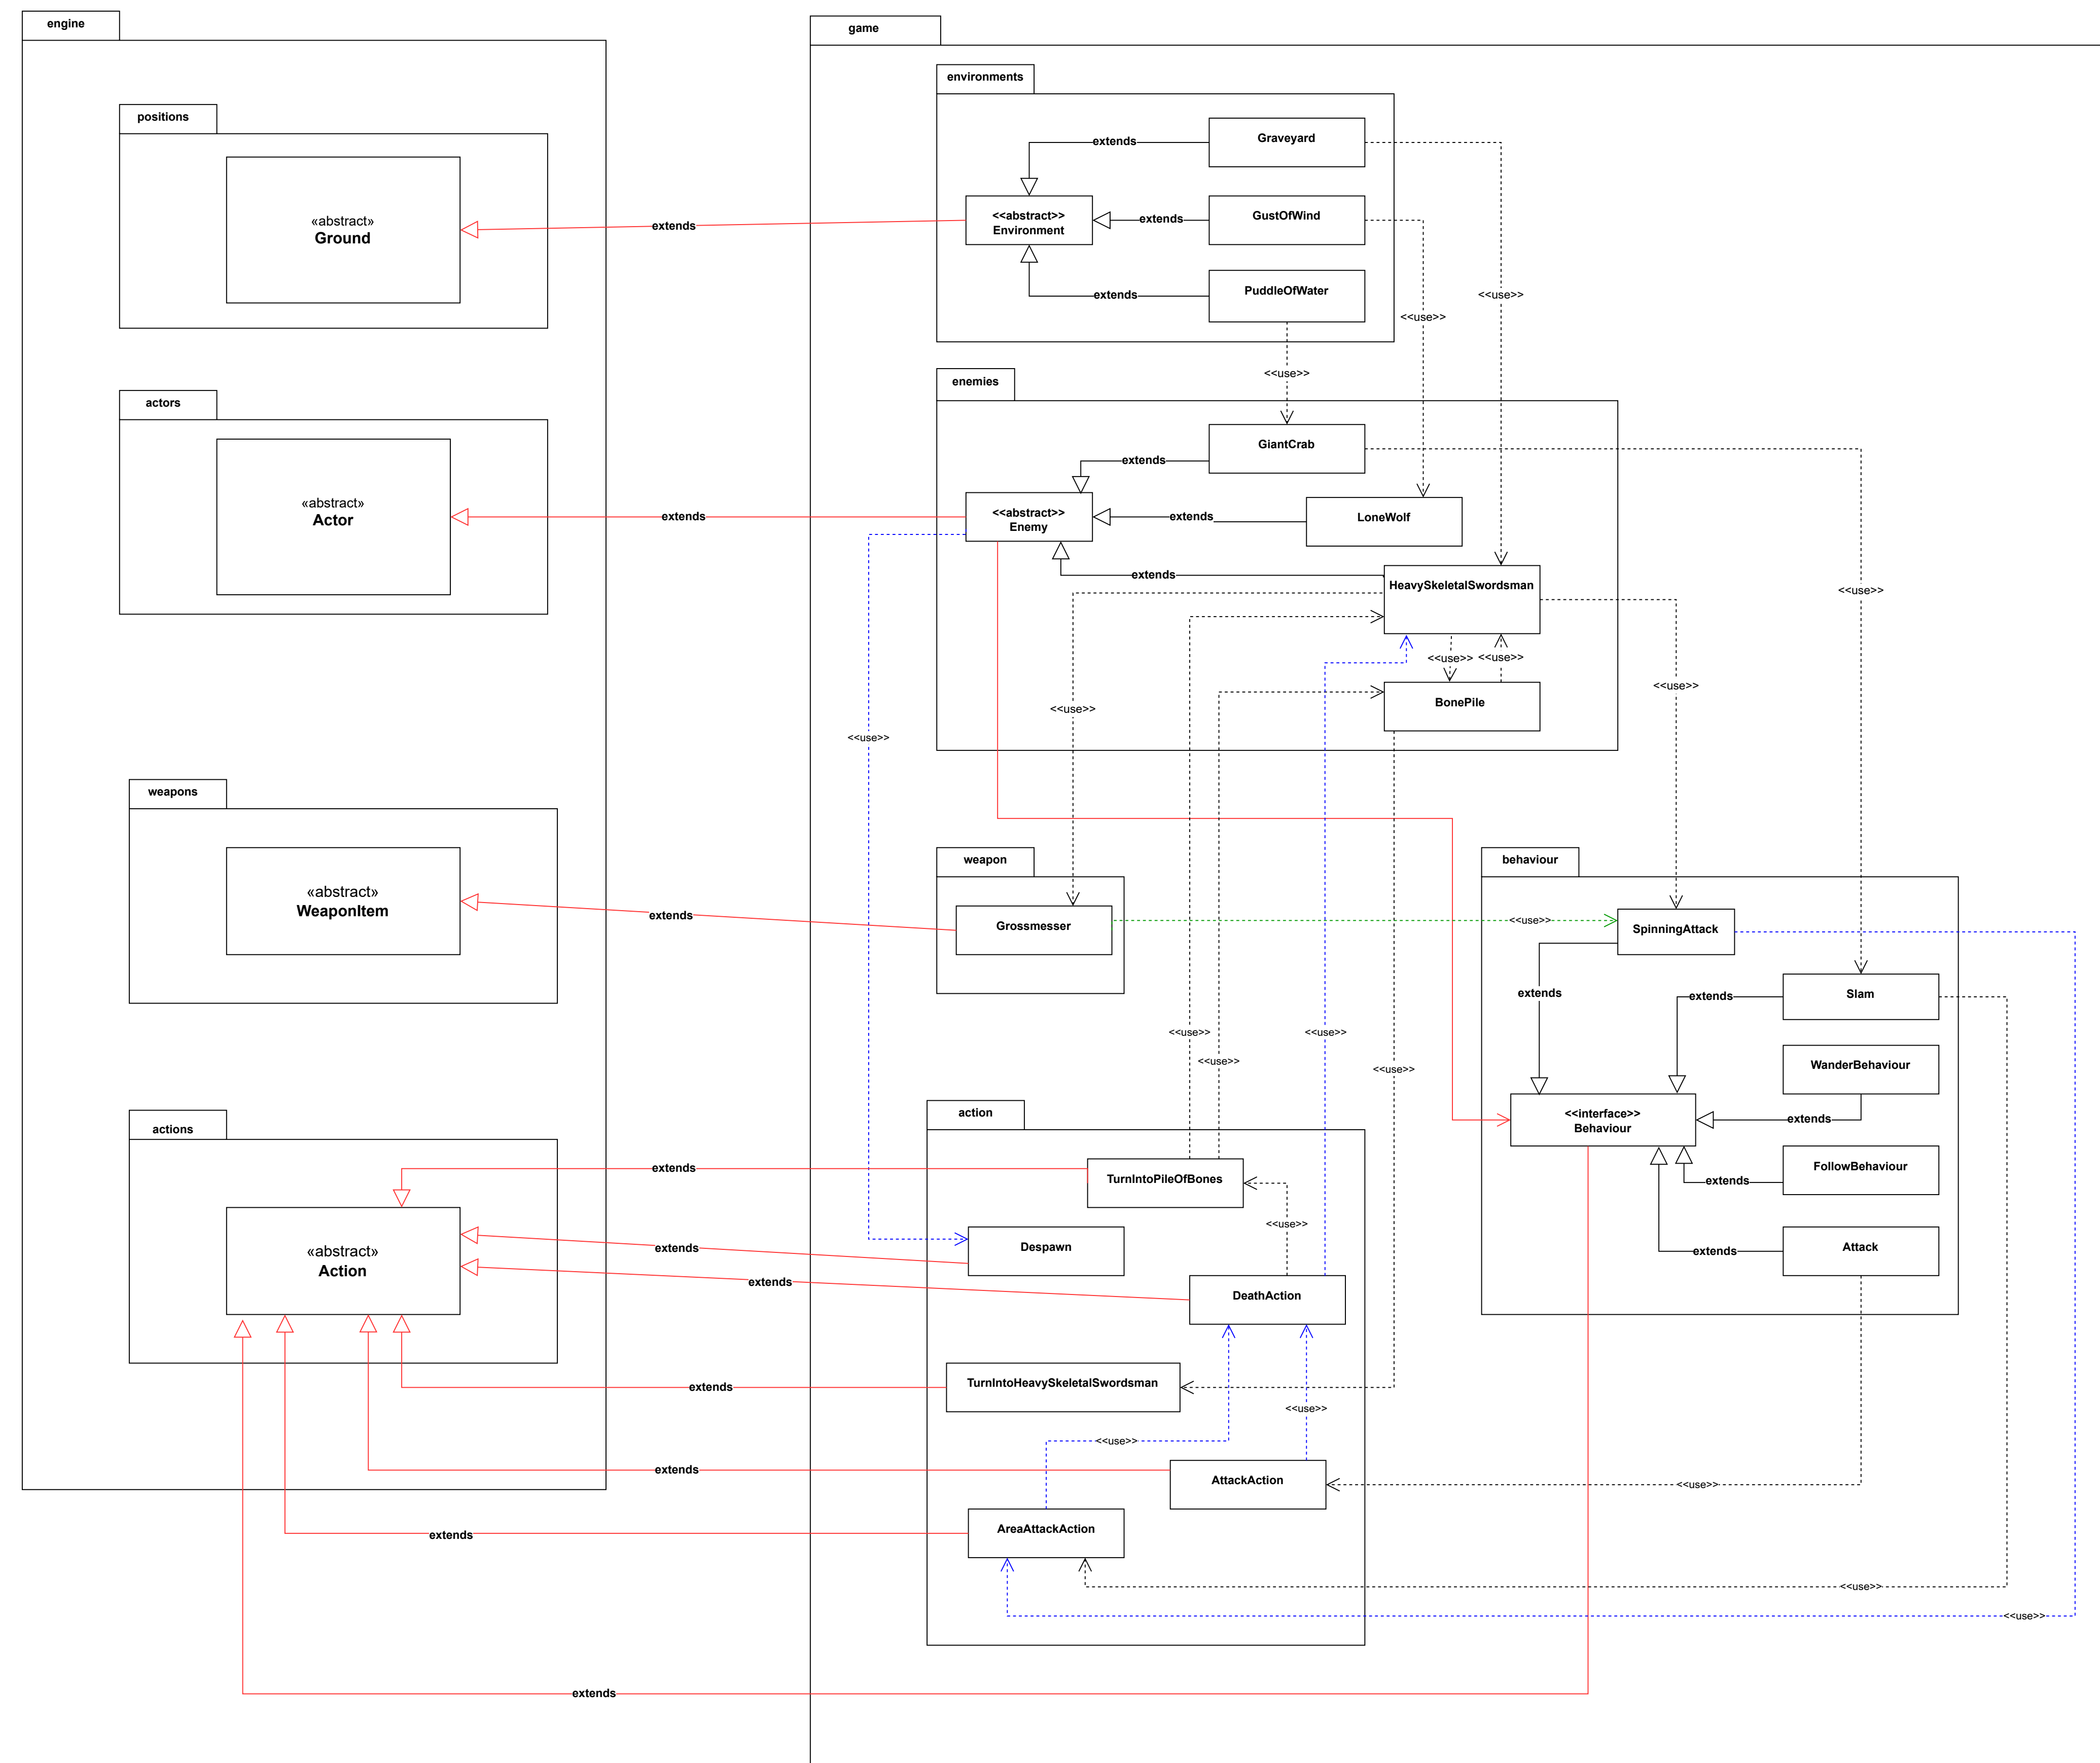 engine
game
environments
positions
Graveyard
extends
«abstract»
Ground
<<abstract>>
Environment
extends
GustOfWind
extends
PuddleOfWater
extends
<<use>>
<<use>>
<<use>>
enemies
actors
GiantCrab
extends
«abstract»
Actor
extends
<<abstract>>
Enemy
extends
LoneWolf
extends
HeavySkeletalSwordsman
<<use>>
<<use>>
<<use>>
<<use>>
BonePile
<<use>>
<<use>>
weapons
weapon
behaviour
«abstract»
WeaponItem
extends
Grossmesser
<<use>>
SpinningAttack
extends
extends
Slam
<<use>>
<<use>>
<<use>>
<<use>>
WanderBehaviour
<<interface>>
Behaviour
extends
action
actions
extends
TurnIntoPileOfBones
extends
FollowBehaviour
<<use>>
«abstract»
Action
extends
Despawn
extends
Attack
extends
DeathAction
extends
TurnIntoHeavySkeletalSwordsman
<<use>>
<<use>>
extends
AttackAction
<<use>>
extends
AreaAttackAction
<<use>>
<<use>>
extends